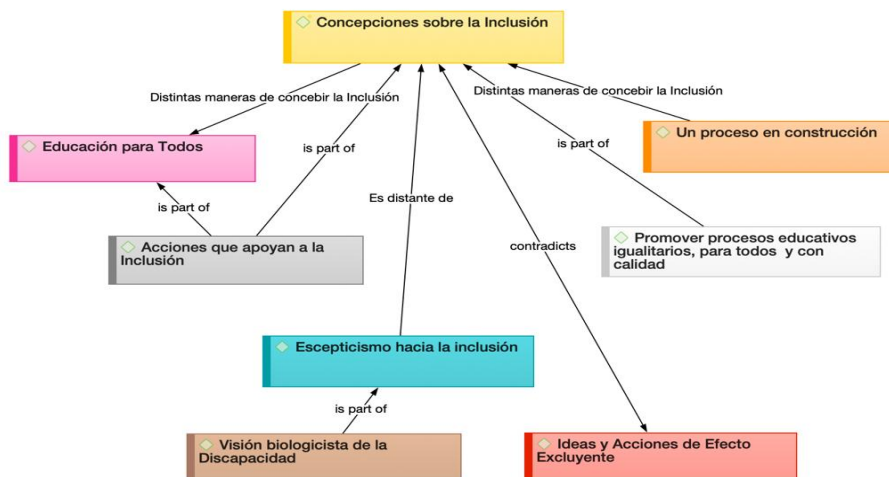 Concepciones sobre la Inclusión
Distintas maneras de concebir la Inclusión
Distintas maneras de concebir la Inclusión
Educación para Todos
is part of
is part of
Un proceso en construcción
is part of
Es distante de
Acciones que apoyan a la
Inclusión
contradicts
Promover procesos educativos
igualitarios, para todos y con
calidad
Escepticismo hacia la inclusión
is part of
Visión biologicista de la
Discapacidad
Ideas y Acciones de Efecto
Excluyente